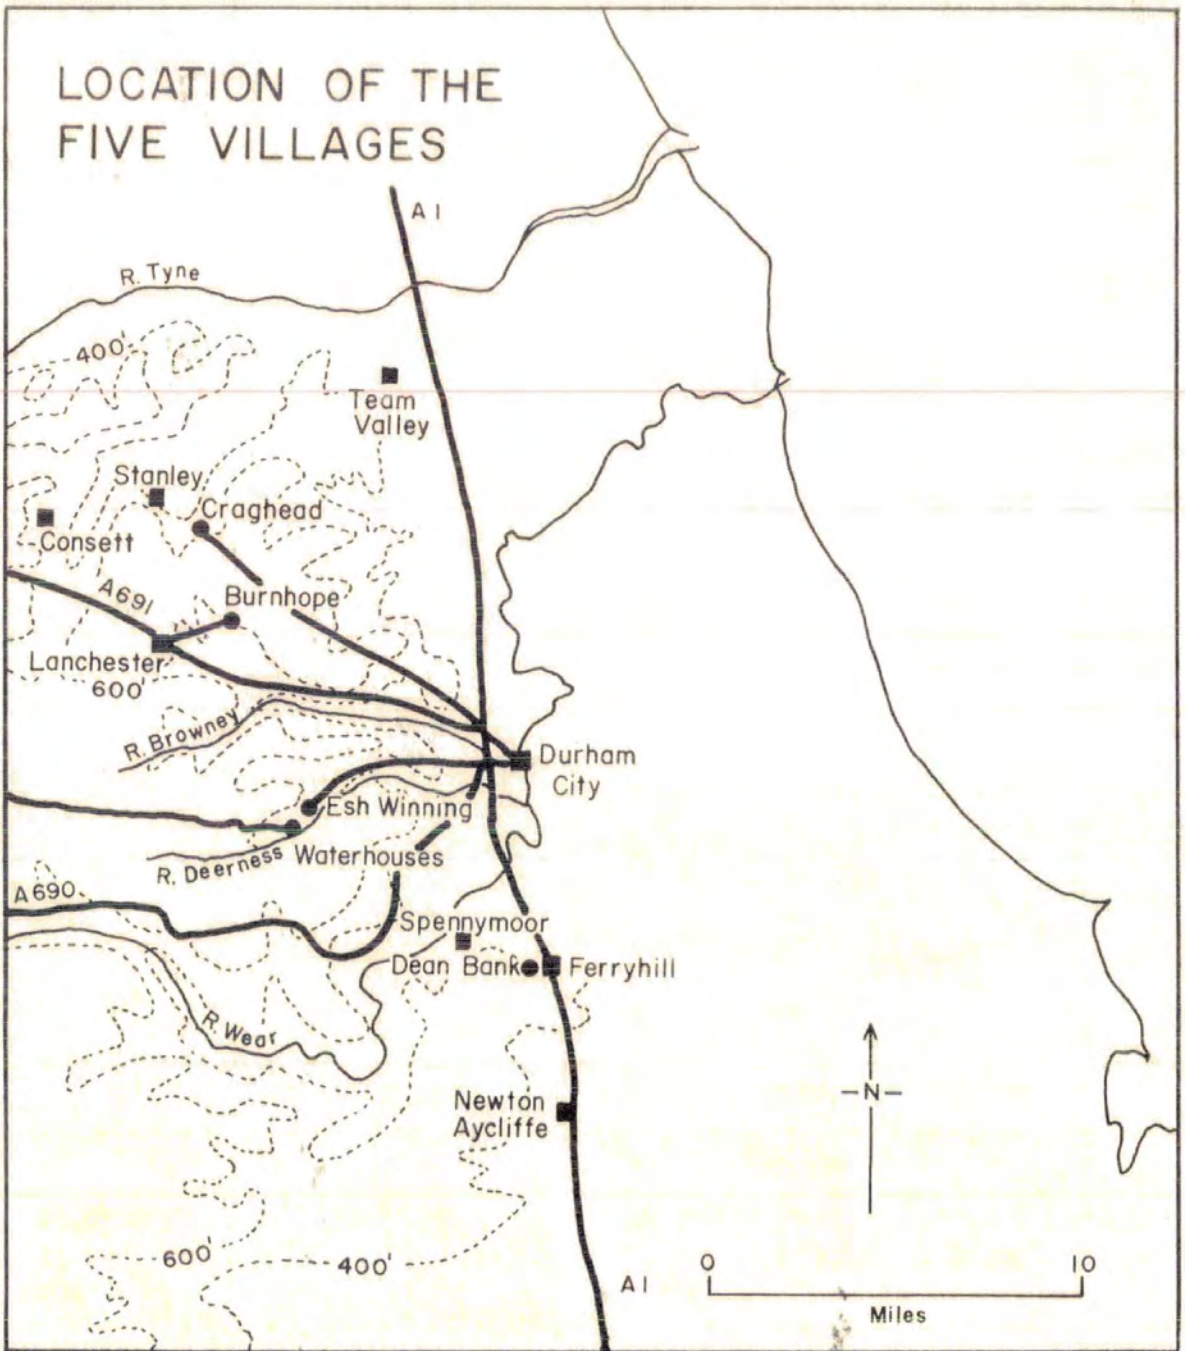 LOCATION OF THE
FIVE VILLAGES
A1
R. Tyne
400'
Team
Valley
Stanley
Craghead
Consett
A691
Burnhope
Lanchester
600'
R. Browney
Durham
City
Esh Winning
Waterhouses
R. Deerness
A690
Spennymoor
Dean Bank
Ferryhill
R. Wear
N
Newton
Aycliffe
600'
400'
A1
0 10
Miles